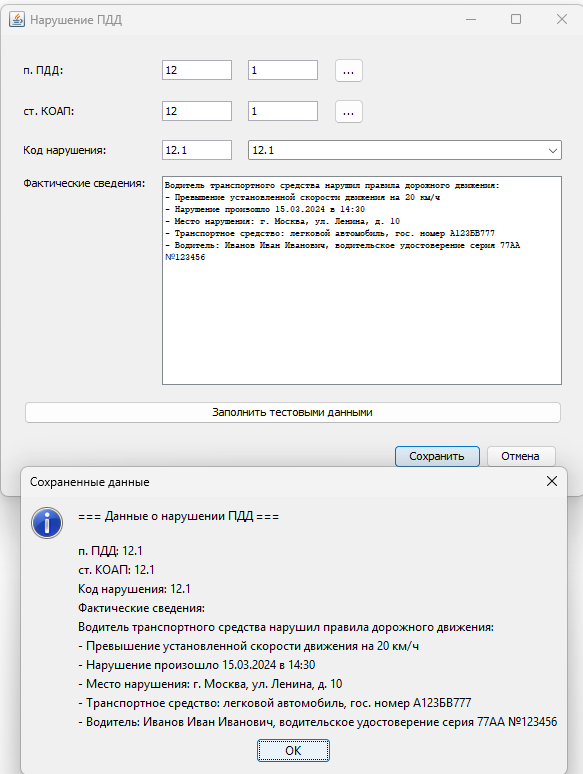 Нарушение ПДД
п. ПДД: 12 1 ...
ст. КОАП: 12 1 ...
Код нарушения: 12.1 12.1
Фактические сведения:
Водитель транспортного средства нарушил правила дорожного движения:
- Превышение установленной скорости движения на 20 км/ч
- Нарушение произошло 15.03.2024 в 14:30
- Место нарушения: г. Москва, ул. Ленина, д. 10
- Транспортное средство: легковой автомобиль, гос. номер А123БВ777
- Водитель: Иванов Иван Иванович, водительское удостоверение серия 77АА
№123456
Заполнить тестовыми данными
Сохранить Отмена
Сохраненные данные
=== Данные о нарушении ПДД ===
п. ПДД: 12.1
ст. КОАП: 12.1
Код нарушения: 12.1
Фактические сведения:
Водитель транспортного средства нарушил правила дорожного движения:
- Превышение установленной скорости движения на 20 км/ч
- Нарушение произошло 15.03.2024 в 14:30
- Место нарушения: г. Москва, ул. Ленина, д. 10
- Транспортное средство: легковой автомобиль, гос. номер А123БВ777
- Водитель: Иванов Иван Иванович, водительское удостоверение серия 77АА №123456
OK